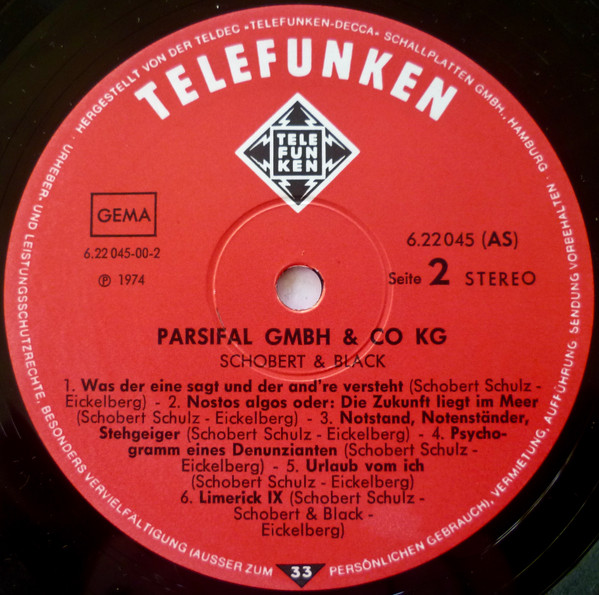 HERGESTELLT VON DER TELDEC »TELEFUNKEN-DECCA« SCHALLPLATTEN GMBH., HAMBURG · SENDUNG VORBEHALTEN
TELEFUNKEN
TELE
FUN
KEN
GEMA
6.22 045-00-2
℗ 1974
6.22045 (AS)
Seite 2 STEREO
PARSIFAL GMBH & CO KG
SCHOBERT & BLACK
1. Was der eine sagt und der and're versteht (Schobert Schulz -
Eickelberg) - 2. Nostos algos oder: Die Zukunft liegt im Meer
(Schobert Schulz - Eickelberg) - 3. Notstand, Notenständer,
Stehgeiger (Schobert Schulz - Eickelberg) - 4. Psycho-
gramm eines Denunzianten (Schobert Schulz -
Eickelberg) - 5. Urlaub vom ich
(Schobert Schulz - Eickelberg)
6. Limerick IX (Schobert Schulz -
Schobert & Black -
Eickelberg)
URHEBER- UND LEISTUNGSSCHUTZRECHTE, BESONDERS VERVIELFÄLTIGUNG (AUSSER ZUM PERSÖNLICHEN GEBRAUCH), VERMIETUNG, AUFFÜHRUNG
33